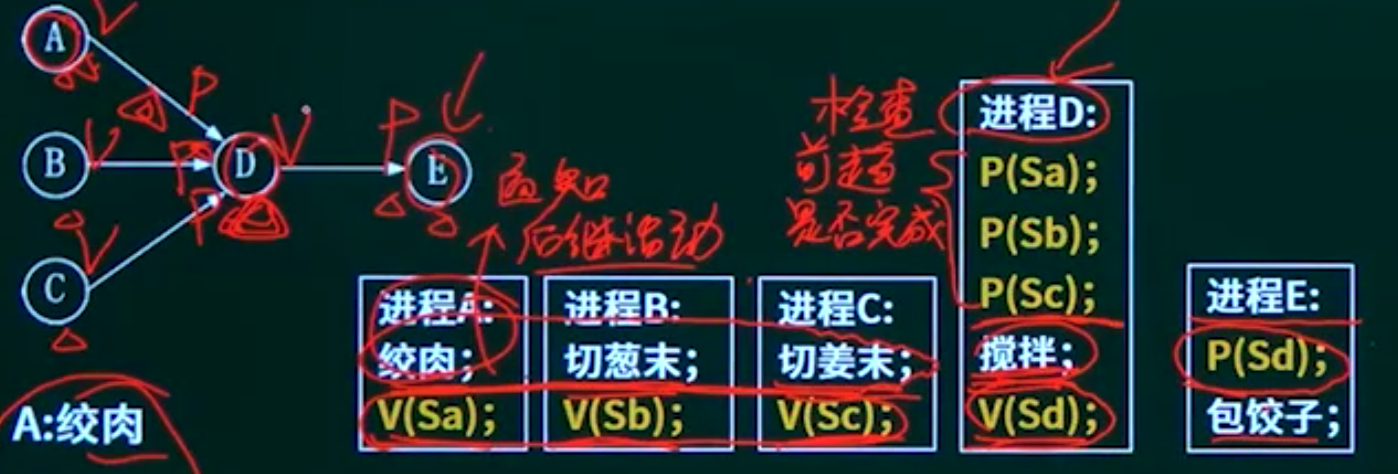 A V
P
B V P D V P E
P
C V
A:绞肉
通知
后继活动
检查
前趋
是否完成
进程A:
绞肉;
V(Sa);
进程B:
切葱末;
V(Sb);
进程C:
切姜末;
V(Sc);
进程D:
P(Sa);
P(Sb);
P(Sc);
搅拌;
V(Sd);
进程E:
P(Sd);
包饺子;